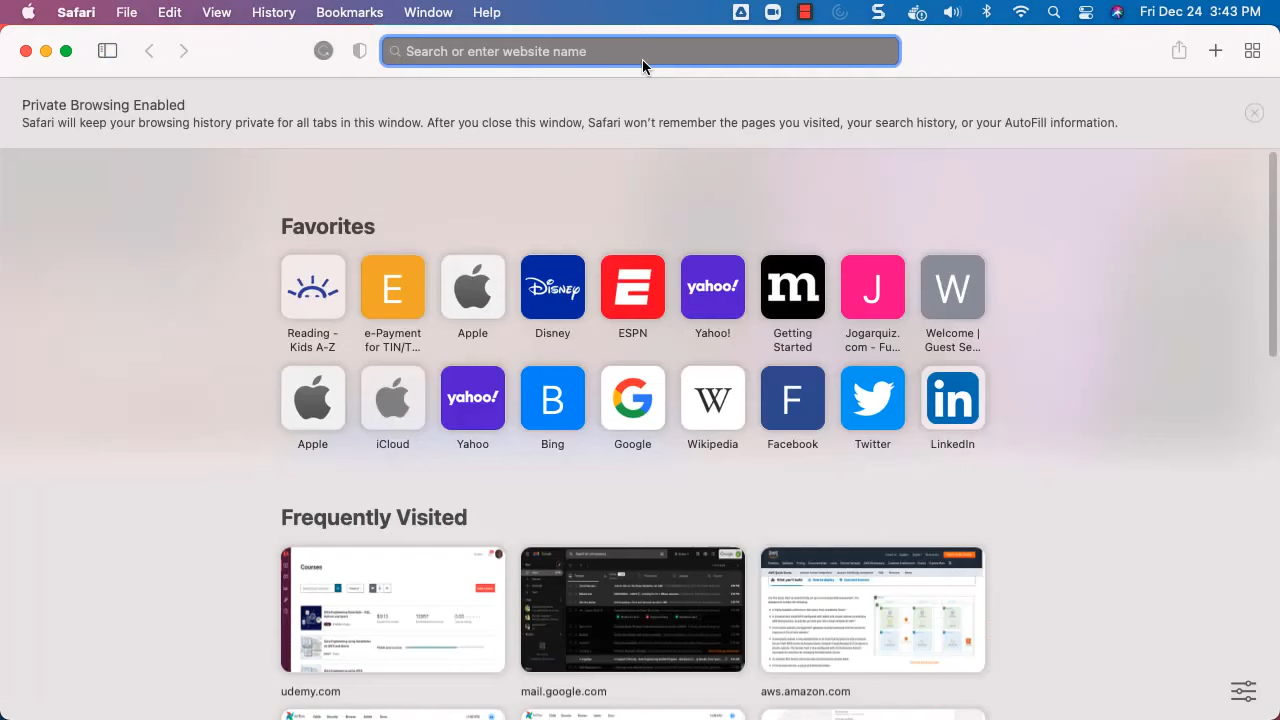 Safari File Edit View History Bookmarks Window Help Fri Dec 24 3:43 PM
Search or enter website name
Private Browsing Enabled
Safari will keep your browsing history private for all tabs in this window. After you close this window, Safari won't remember the pages you visited, your search history, or your AutoFill information.
Favorites
E Disney E yahoo! m J W
Reading - e-Payment Apple Disney ESPN Yahoo! Getting Jogarquiz. Welcome |
Kids A-Z for TIN/T... Started com - Fu... Guest Se...
yahoo! B G W F in
Apple iCloud Yahoo Bing Google Wikipedia Facebook Twitter LinkedIn
Frequently Visited
Courses
udemy.com mail.google.com aws.amazon.com